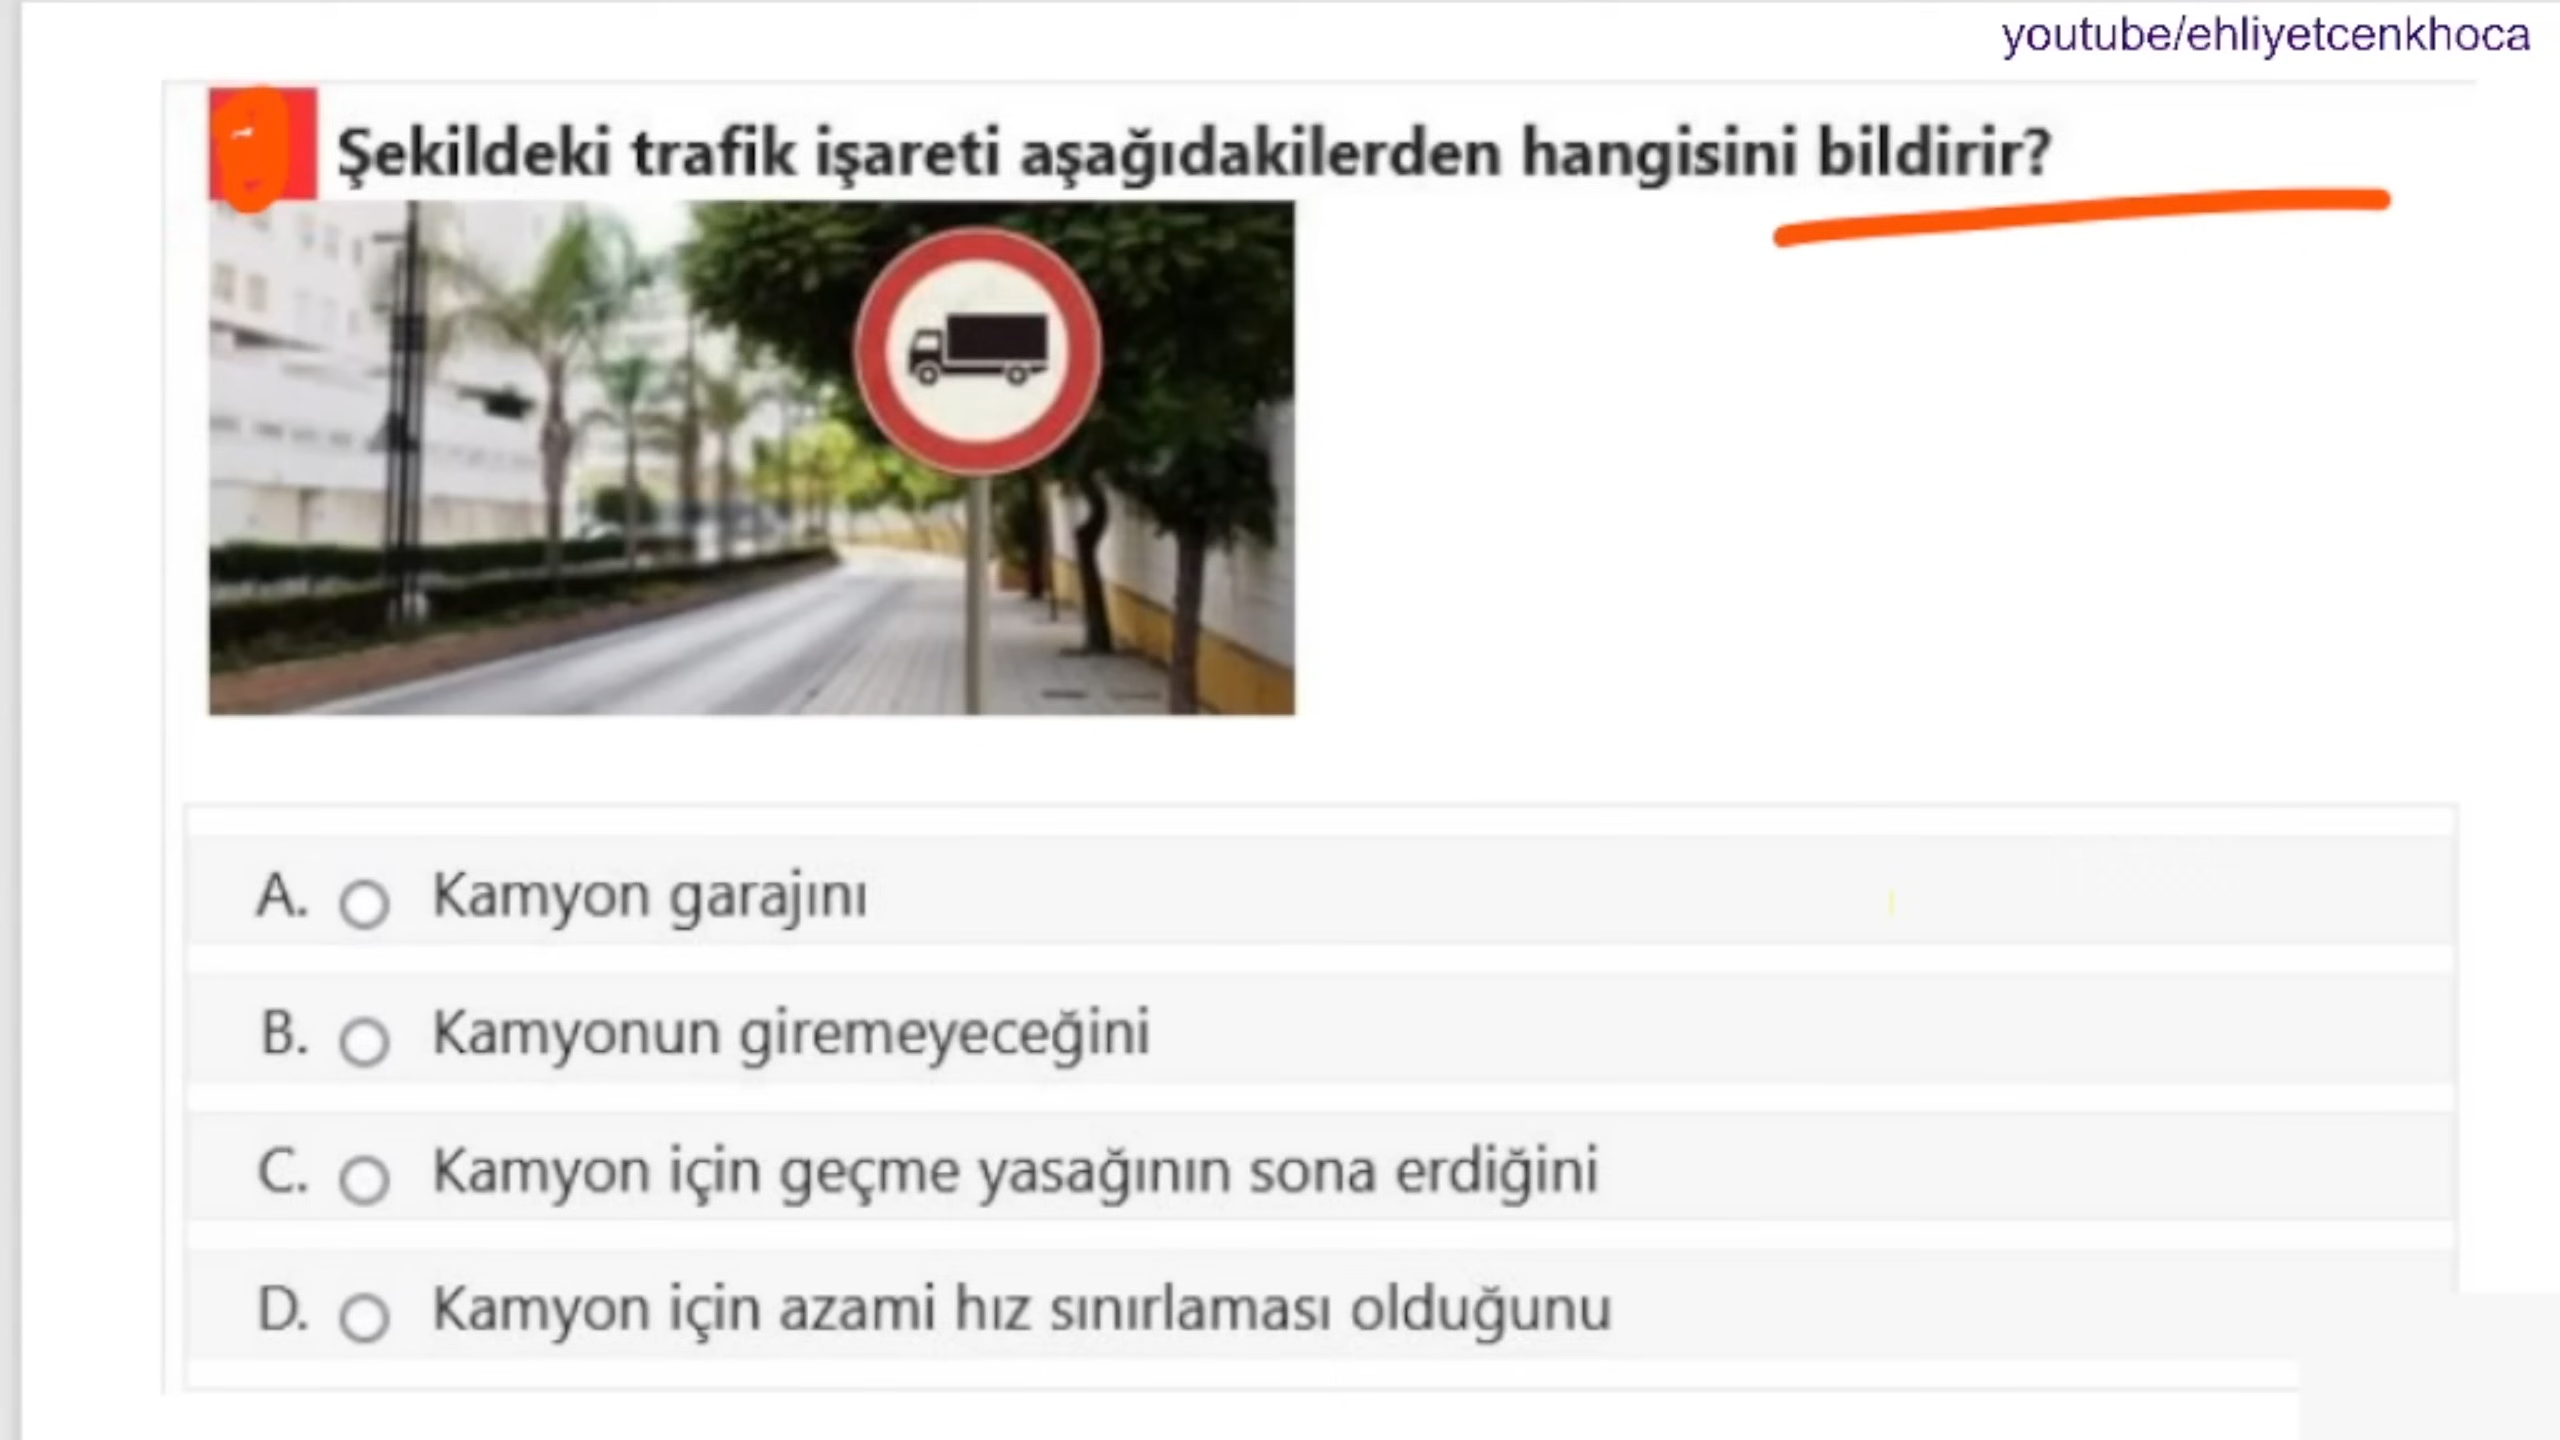 youtube/ehliyetcenkhoca
Şekildeki trafik işareti aşağıdakilerden hangisini bildirir?
A. Kamyon garajını
B. Kamyonun giremeyeceğini
C. Kamyon için geçme yasağının sona erdiğini
D. Kamyon için azami hız sınırlaması olduğunu